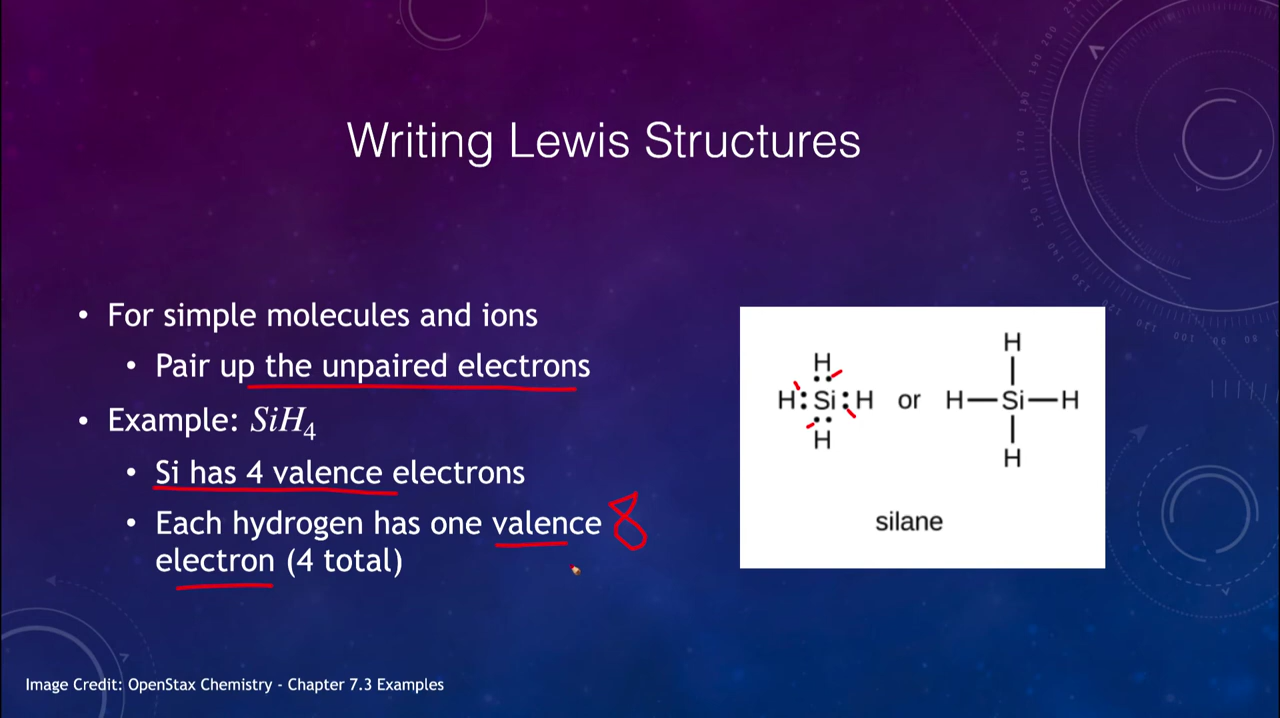 Writing Lewis Structures
• For simple molecules and ions
• Pair up the unpaired electrons
• Example: SiH₄
• Si has 4 valence electrons
• Each hydrogen has one valence 8
electron (4 total)
H
H:Si:H or H—Si—H
H
H
H
silane
Image Credit: OpenStax Chemistry - Chapter 7.3 Examples